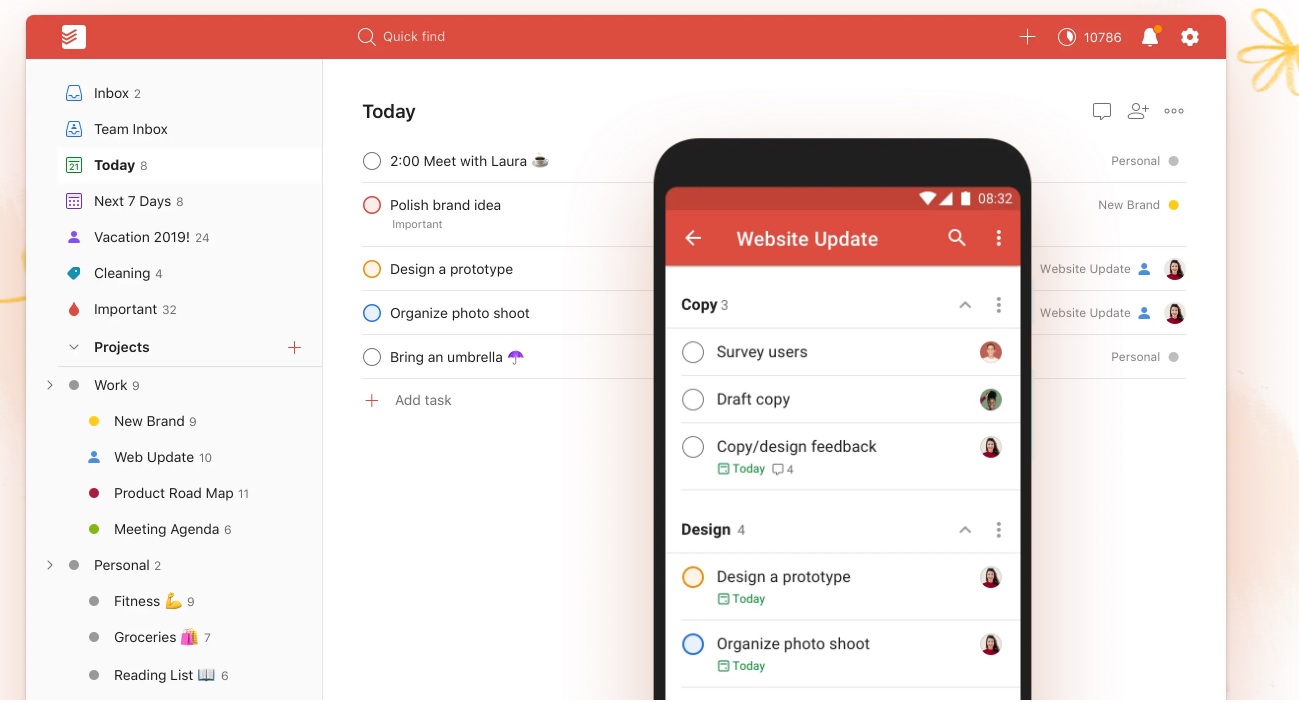 Quick find
10786
Inbox 2
Team Inbox
21 Today 8
Next 7 Days 8
Vacation 2019! 24
Cleaning 4
Important 32
Projects
Work 9
New Brand 9
Web Update 10
Product Road Map 11
Meeting Agenda 6
Personal 2
Fitness 💪 9
Groceries 🛍️ 7
Reading List 📖 6
Today
2:00 Meet with Laura ☕
Personal
Polish brand idea
New Brand
Important
Design a prototype
Website Update
Organize photo shoot
Website Update
Bring an umbrella ☂️
Personal
Add task
08:32
Website Update
Copy 3
Survey users
Draft copy
Copy/design feedback
Today 4
Design 4
Design a prototype
Today
Organize photo shoot
Today